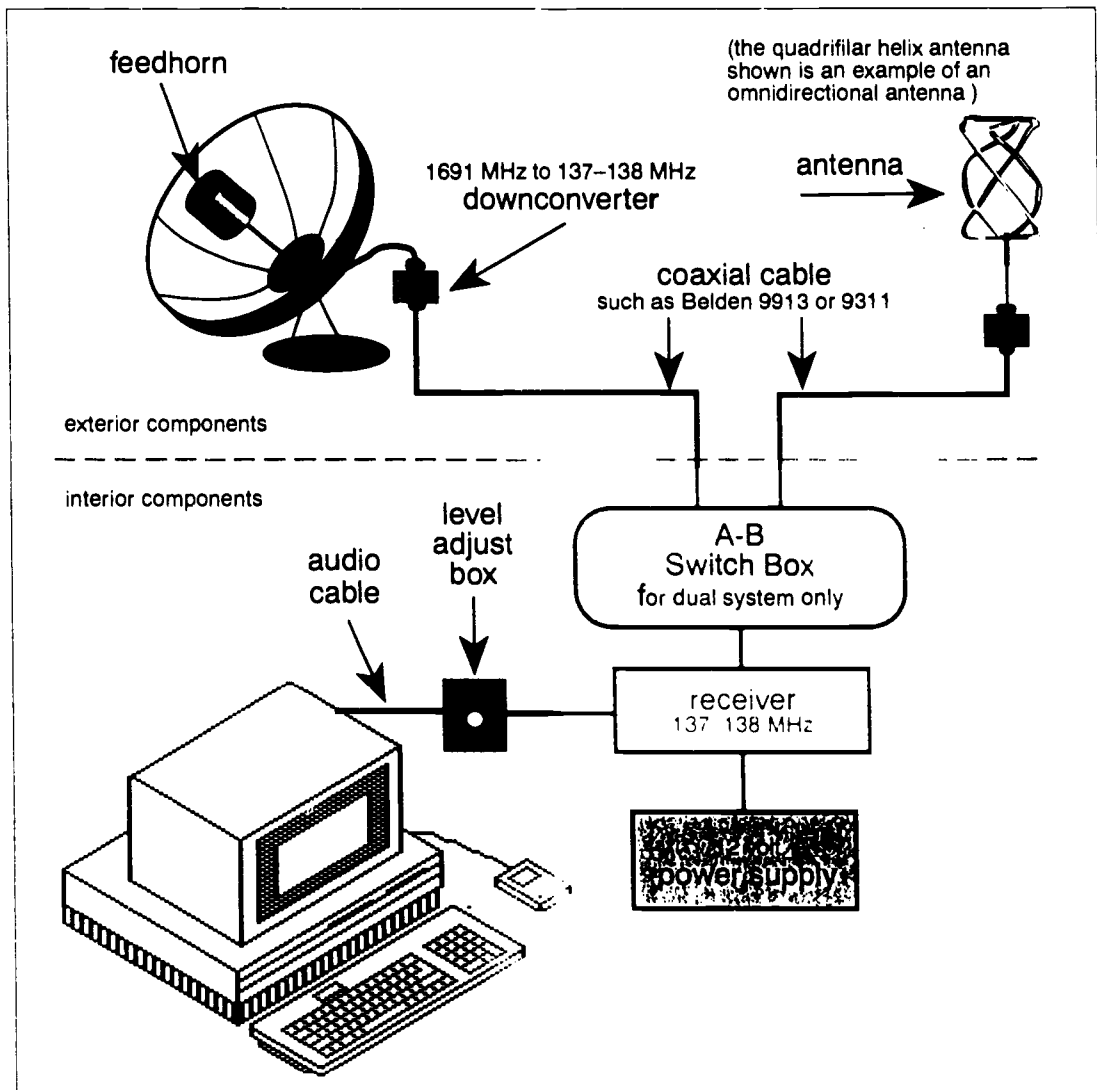 feedhorn
(the quadrifilar helix antenna
shown is an example of an
omnidirectional antenna )
1691 MHz to 137–138 MHz
downconverter
antenna
coaxial cable
such as Belden 9913 or 9311
exterior components
interior components
level
adjust
box
audio
cable
A-B
Switch Box
for dual system only
receiver
137 138 MHz
volt
power supply